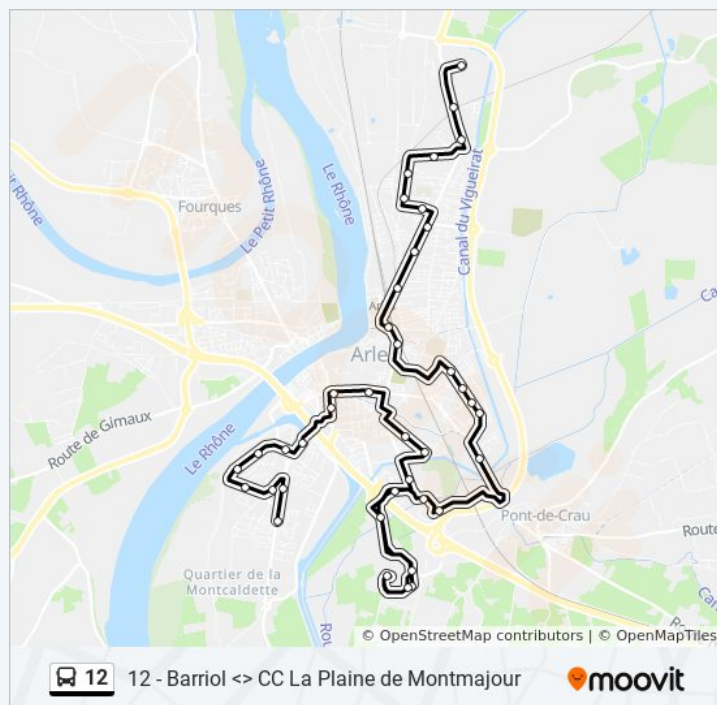 Le Rhône
Le Petit Rhône
Fourques
Canal du Vigueirat
Arle
Route de Gimaux
Le Rhône
Pont-de-Crau
Quartier de la
Montcaldette
© OpenStreetMap contributors | © OpenMapTiles
12
12 - Barriol <> CC La Plaine de Montmajour
moovit